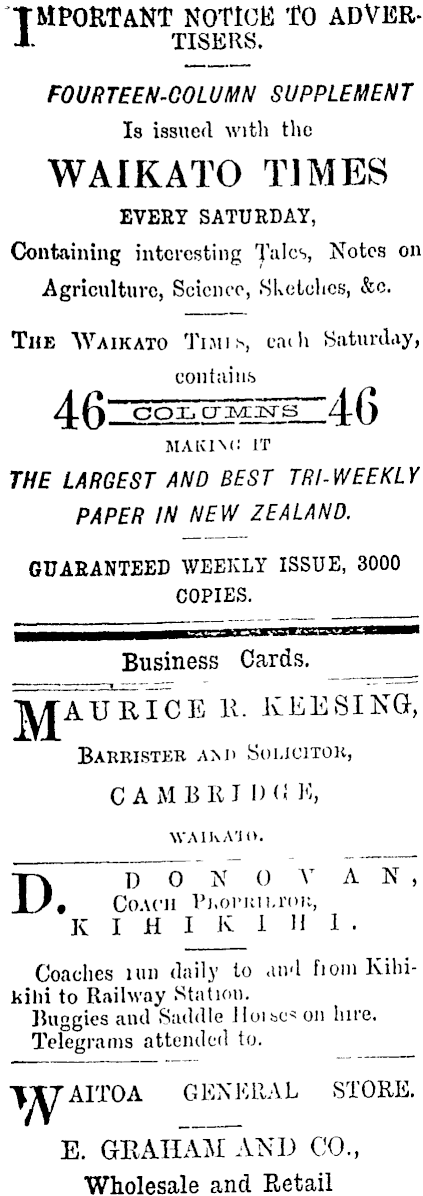 IMPORTANT NOTICE TO ADVER-
TISERS.
FOURTEEN-COLUMN SUPPLEMENT
Is issued with the
WAIKATO TIMES
EVERY SATURDAY,
Containing interesting Tales, Notes on
Agriculture, Science, Sketches, &c.
THE WAIKATO TIMES, each Saturday,
contains
46 COLUMNS 46
MAKING IT
THE LARGEST AND BEST TRI-WEEKLY
PAPER IN NEW ZEALAND.
GUARANTEED WEEKLY ISSUE, 3000
COPIES.
Business Cards.
MAURICE R. KEESING,
BARRISTER AND SOLICITOR,
CAMBRIDGE,
WAIKATO.
D. DONOVAN,
COACH PROPRIETOR,
KIHIKIHI.
Coaches run daily to and from Kihi-
kihi to Railway Station.
Buggies and Saddle Horses on hire.
Telegrams attended to.
WAITOA GENERAL STORE.
E. GRAHAM AND CO.,
Wholesale and Retail